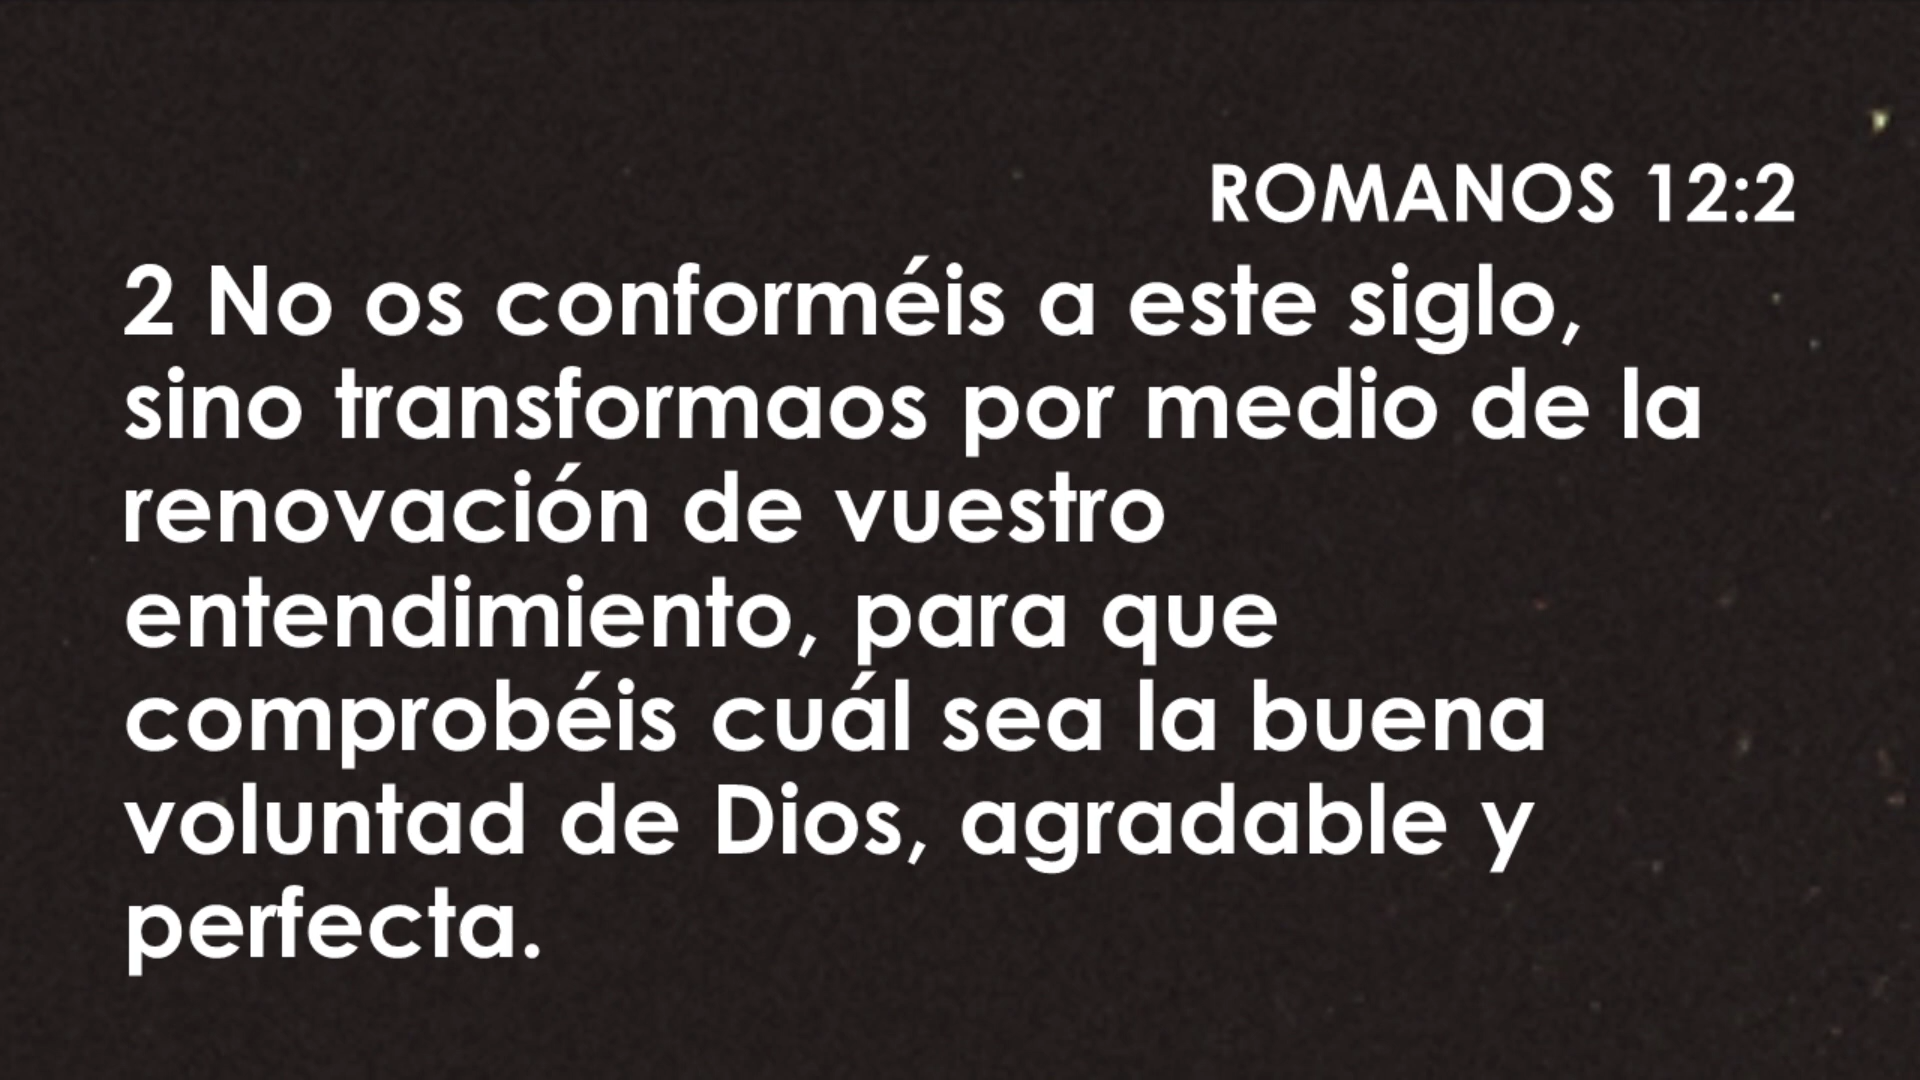 ROMANOS 12:2
2 No os conforméis a este siglo,
sino transformaos por medio de la
renovación de vuestro
entendimiento, para que
comprobéis cuál sea la buena
voluntad de Dios, agradable y
perfecta.